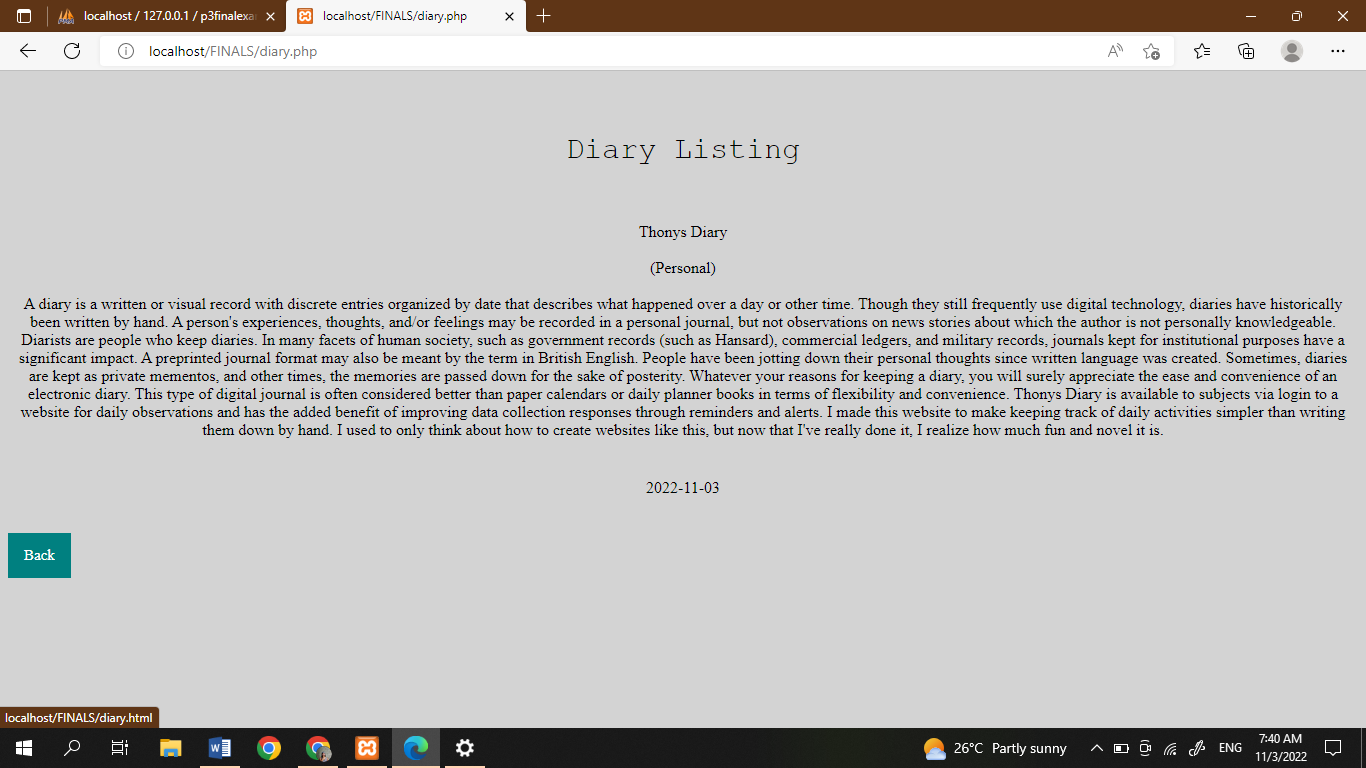 localhost / 127.0.0.1 / p3finalexa
localhost/FINALS/diary.php
localhost/FINALS/diary.php
Diary Listing
Thonys Diary
(Personal)
A diary is a written or visual record with discrete entries organized by date that describes what happened over a day or other time. Though they still frequently use digital technology, diaries have historically
been written by hand. A person's experiences, thoughts, and/or feelings may be recorded in a personal journal, but not observations on news stories about which the author is not personally knowledgeable.
Diarists are people who keep diaries. In many facets of human society, such as government records (such as Hansard), commercial ledgers, and military records, journals kept for institutional purposes have a
significant impact. A preprinted journal format may also be meant by the term in British English. People have been jotting down their personal thoughts since written language was created. Sometimes, diaries
are kept as private mementos, and other times, the memories are passed down for the sake of posterity. Whatever your reasons for keeping a diary, you will surely appreciate the ease and convenience of an
electronic diary. This type of digital journal is often considered better than paper calendars or daily planner books in terms of flexibility and convenience. Thonys Diary is available to subjects via login to a
website for daily observations and has the added benefit of improving data collection responses through reminders and alerts. I made this website to make keeping track of daily activities simpler than writing
them down by hand. I used to only think about how to create websites like this, but now that I've really done it, I realize how much fun and novel it is.
2022-11-03
Back
localhost/FINALS/diary.html
26°C Partly sunny
ENG
7:40 AM
11/3/2022